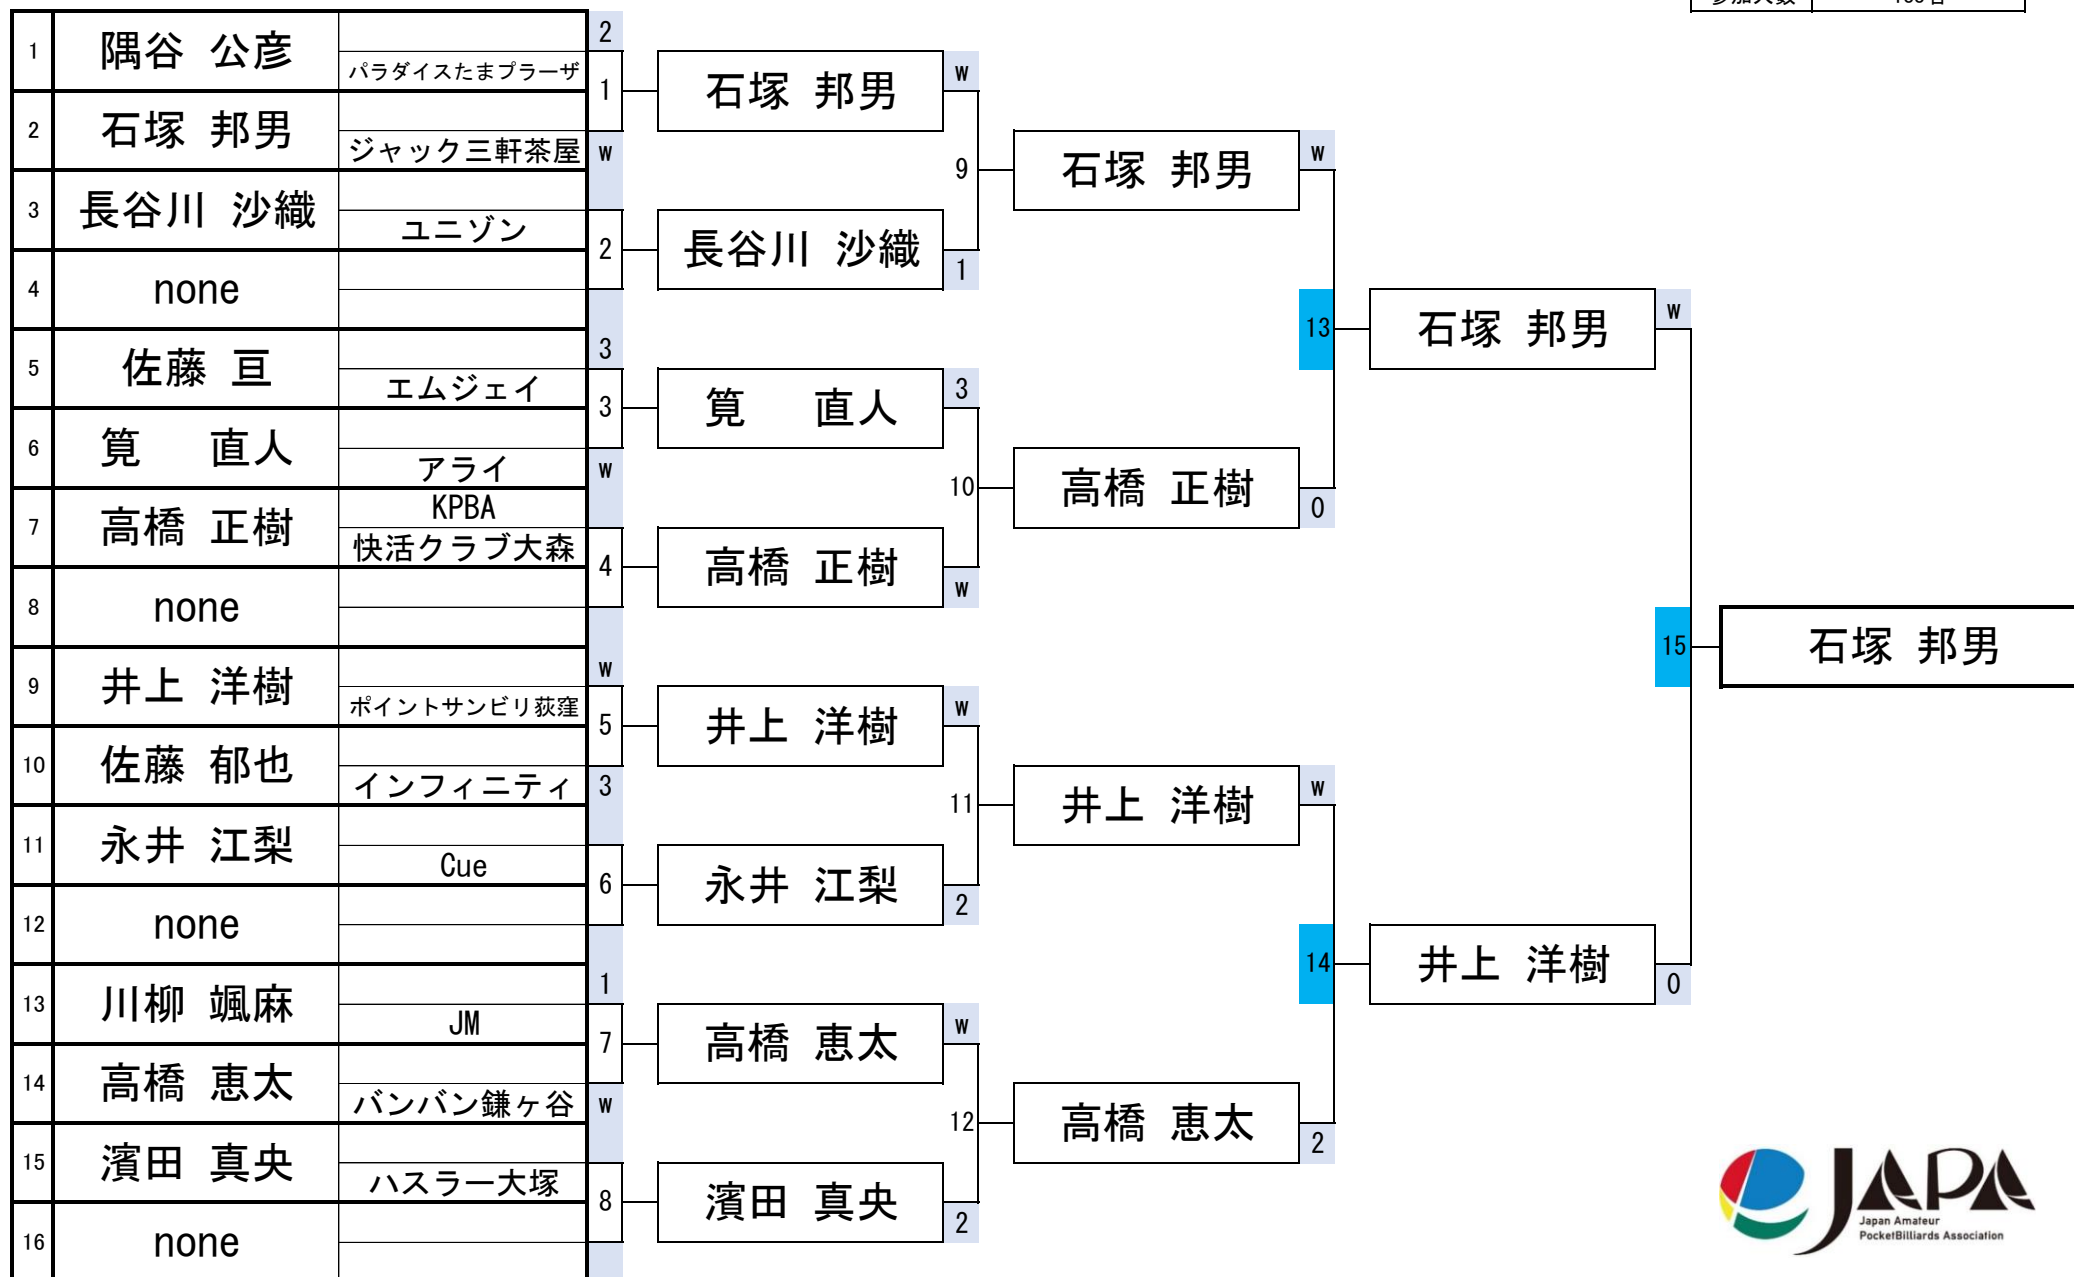 1 隅谷 公彦 パラダイスたまプラーザ 2
2 石塚 邦男 ジャック三軒茶屋 W
1
3 長谷川 沙織 ユニゾン
4 none
2
5 佐藤 亘 エムジェイ 3
6 筧 直人 アライ W
3
7 高橋 正樹 KPBA
快活クラブ大森
8 none
4
9 井上 洋樹 ポイントサンビリ荻窪 W
10 佐藤 郁也 インフィニティ 3
5
11 永井 江梨 Cue
12 none
6
13 川柳 颯麻 JM 1
14 高橋 恵太 バンバン鎌ヶ谷 W
7
15 濱田 真央 ハスラー大塚
16 none
8
石塚 邦男 W
9
長谷川 沙織 1
筧 直人 3
10
高橋 正樹 W
井上 洋樹 W
11
永井 江梨 2
高橋 恵太 W
12
濱田 真央 2
石塚 邦男 W
13
高橋 正樹 0
井上 洋樹 W
14
高橋 恵太 2
石塚 邦男 W
15
井上 洋樹 0
石塚 邦男
JAPA
Japan Amateur
PocketBilliards Association